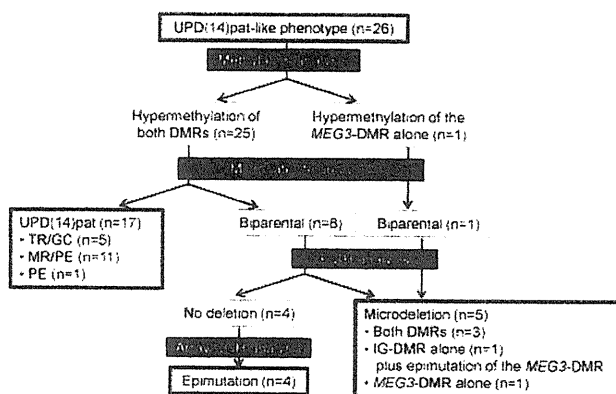 UPD(14)pat-like phenotype (n=26)
Hypermethylation of
both DMRs (n=25)
Hypermethylation of the
MEG3-DMR alone (n=1)
UPD(14)pat (n=17)
• TR/GC (n=5)
• MR/PE (n=11)
• PE (n=1)
Biparental (n=8)
Biparental (n=1)
No deletion (n=4)
Epimutation (n=4)
Microdeletion (n=5)
• Both DMRs (n=3)
• IG-DMR alone (n=1)
plus epimutation of the MEG3-DMR
• MEG3-DMR alone (n=1)